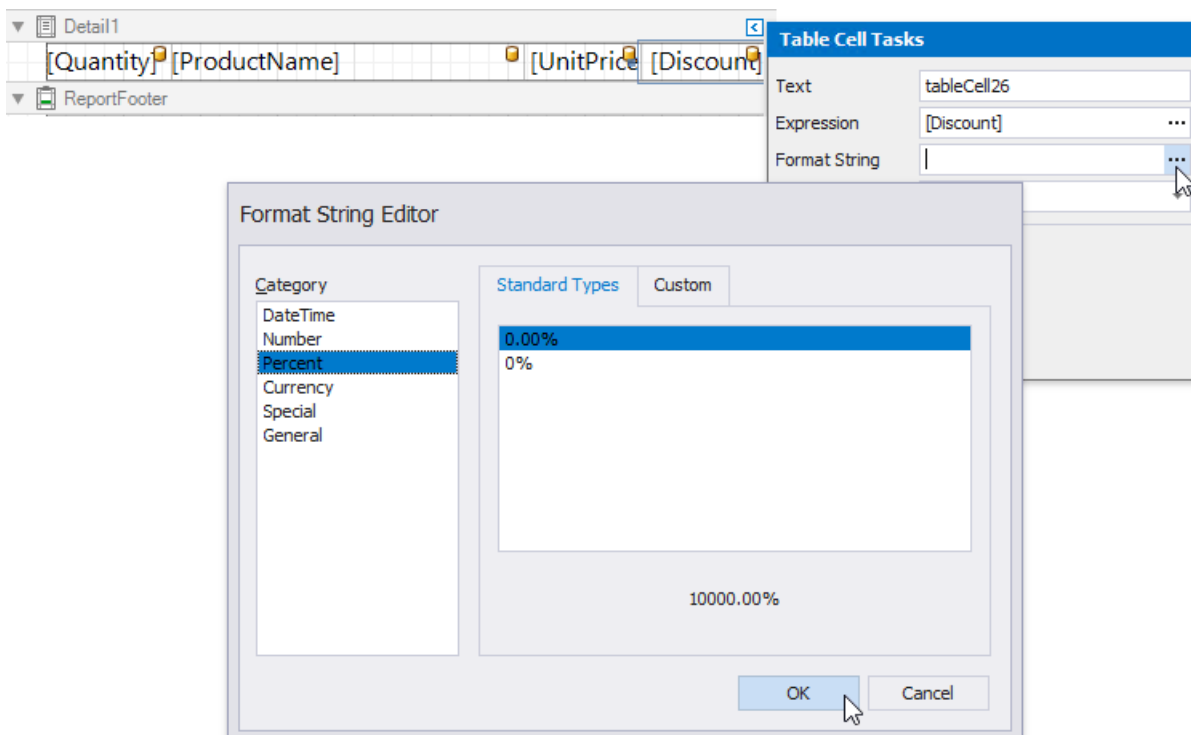 Detail1
[Quantity] [ProductName] [UnitPrice [Discount]
ReportFooter
Table Cell Tasks
Text tableCell26
Expression [Discount] ...
Format String ...
Format String Editor
Category
DateTime
Number
Percent
Currency
Special
General
Standard Types Custom
0.00%
0%
10000.00%
OK Cancel